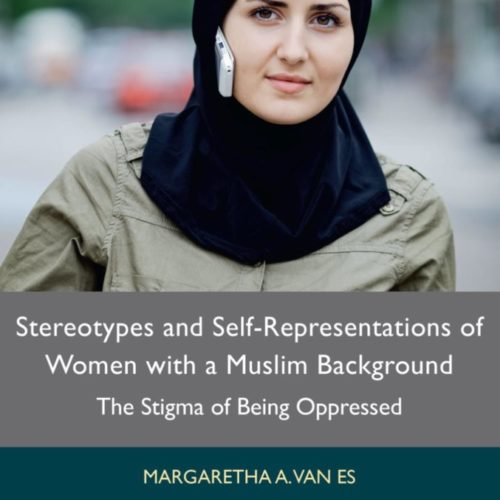 Stereotypes and Self-Representations of
Women with a Muslim Background
The Stigma of Being Oppressed
MARGARETHA A. VAN ES